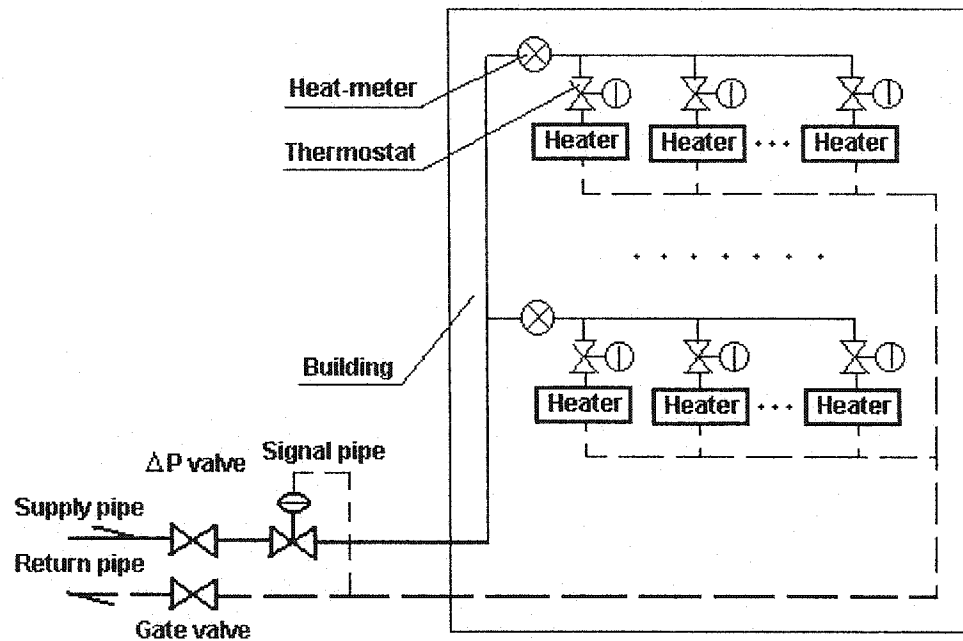 Heat-meter
Thermostat
Heater Heater Heater
Building
Heater Heater Heater
Signal pipe
ΔP valve
Supply pipe
Return pipe
Gate valve